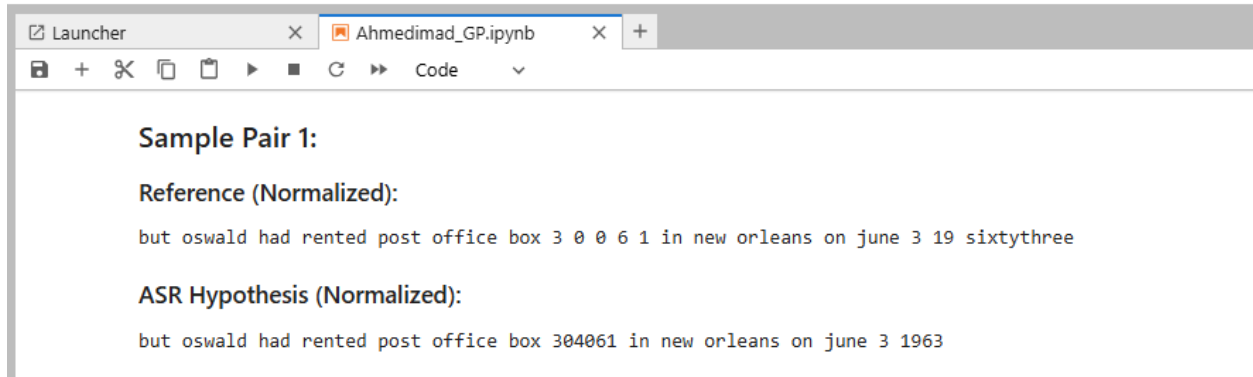 Launcher
Ahmedimad_GP.ipynb
Code
Sample Pair 1:
Reference (Normalized):
but oswald had rented post office box 3 0 0 6 1 in new orleans on june 3 19 sixtythree
ASR Hypothesis (Normalized):
but oswald had rented post office box 304061 in new orleans on june 3 1963